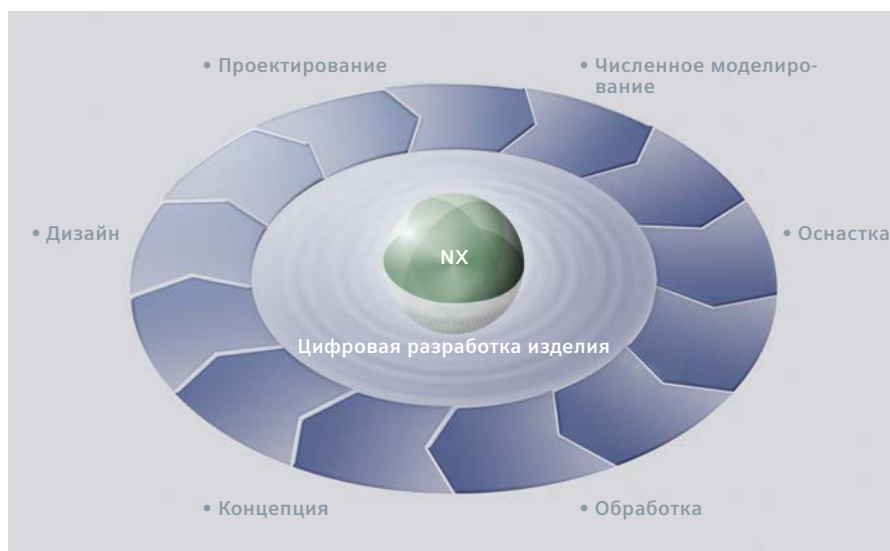 • Проектирование
• Численное моделиро-
вание
• Дизайн
• Оснастка
NX
Цифровая разработка изделия
• Концепция
• Обработка